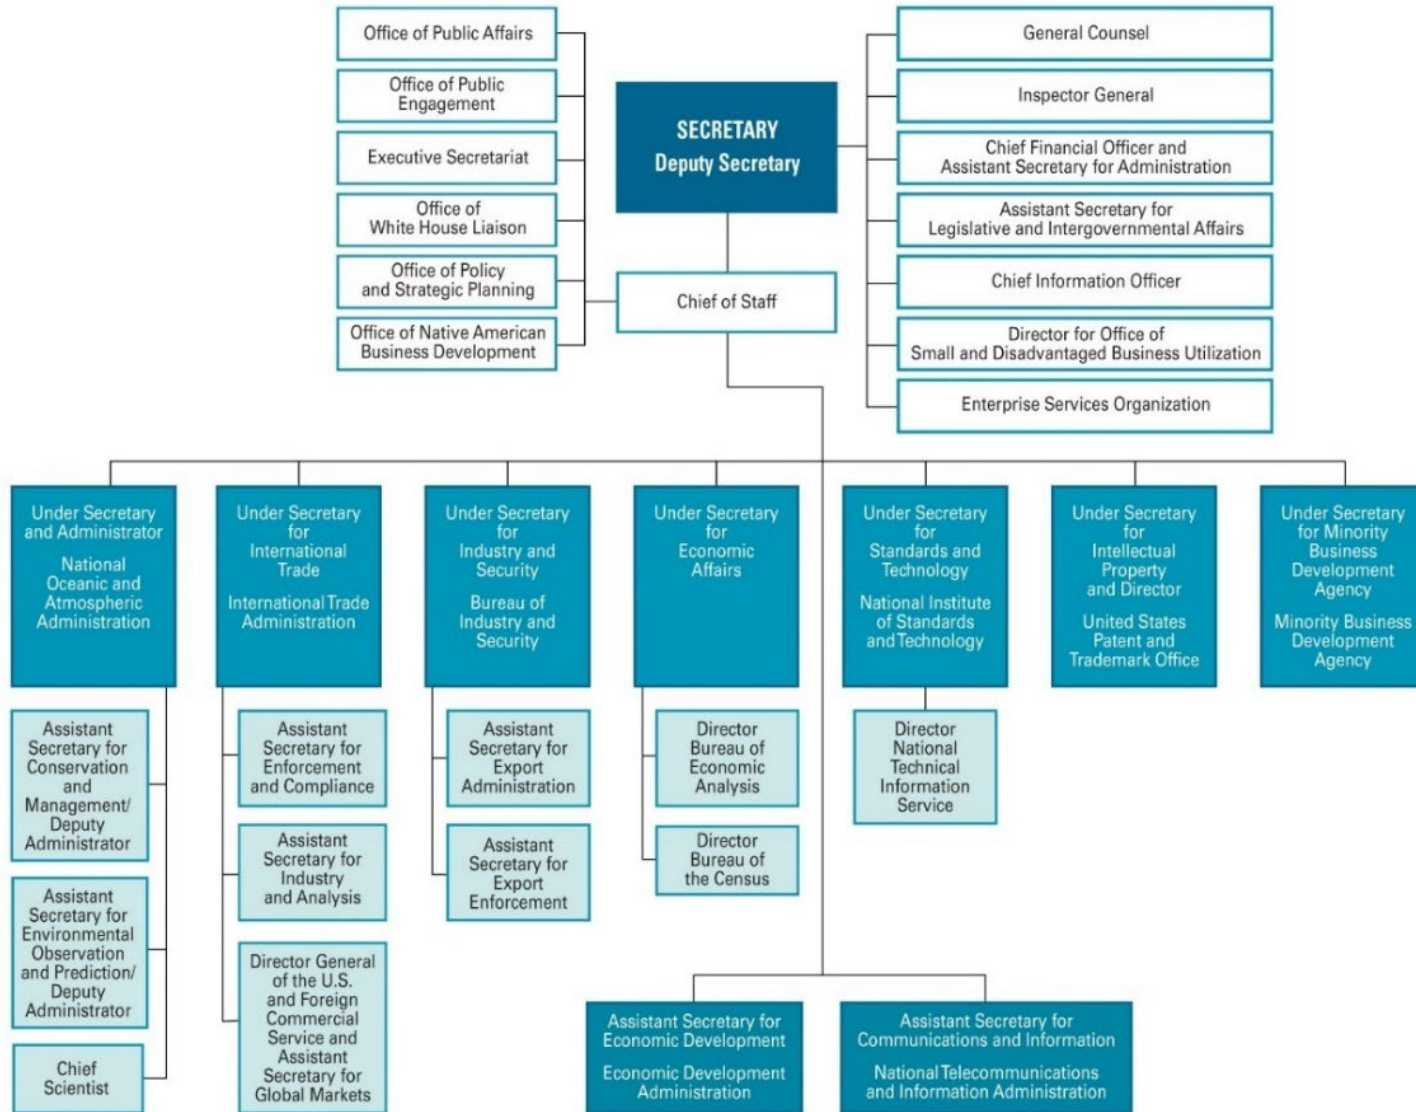 Office of Public Affairs
Office of Public
Engagement
Executive Secretariat
Office of
White House Liaison
Office of Policy
and Strategic Planning
Office of Native American
Business Development
SECRETARY
Deputy Secretary
Chief of Staff
General Counsel
Inspector General
Chief Financial Officer and
Assistant Secretary for Administration
Assistant Secretary for
Legislative and Intergovernmental Affairs
Chief Information Officer
Director for Office of
Small and Disadvantaged Business Utilization
Enterprise Services Organization
Under Secretary
and Administrator
National
Oceanic and
Atmospheric
Administration
Under Secretary
for
International
Trade
International Trade
Administration
Under Secretary
for
Industry and
Security
Bureau of
Industry and
Security
Under Secretary
for
Economic
Affairs
Under Secretary
for
Standards and
Technology
National Institute
of Standards
and Technology
Under Secretary
for
Intellectual
Property
and Director
United States
Patent and
Trademark Office
Under Secretary
for Minority
Business
Development
Agency
Minority Business
Development
Agency
Assistant
Secretary for
Conservation
and
Management/
Deputy
Administrator
Assistant
Secretary for
Environmental
Observation
and Prediction/
Deputy
Administrator
Chief
Scientist
Assistant
Secretary for
Enforcement
and Compliance
Assistant
Secretary for
Industry
and Analysis
Director General
of the U.S.
and Foreign
Commercial
Service and
Assistant
Secretary for
Global Markets
Assistant
Secretary for
Export
Administration
Assistant
Secretary for
Export
Enforcement
Director
Bureau of
Economic
Analysis
Director
Bureau of
the Census
Director
National
Technical
Information
Service
Assistant Secretary for
Economic Development
Economic Development
Administration
Assistant Secretary for
Communications and Information
National Telecommunications
and Information Administration